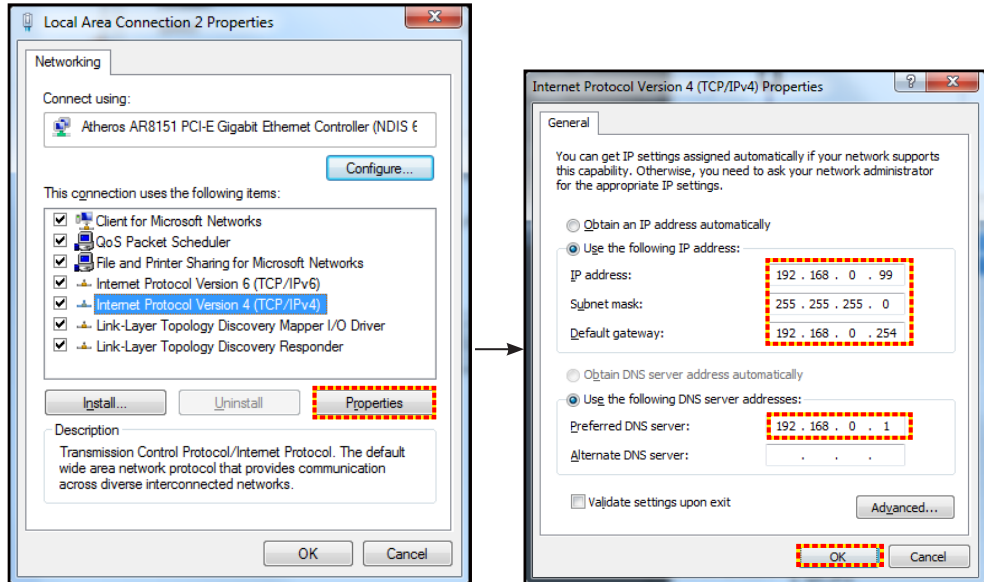 Local Area Connection 2 Properties
Networking
Connect using:
Atheros AR8151 PCI-E Gigabit Ethernet Controller (NDIS 6
Configure...
This connection uses the following items:
Client for Microsoft Networks
QoS Packet Scheduler
File and Printer Sharing for Microsoft Networks
Internet Protocol Version 6 (TCP/IPv6)
Internet Protocol Version 4 (TCP/IPv4)
Link-Layer Topology Discovery Mapper I/O Driver
Link-Layer Topology Discovery Responder
Install...
Uninstall
Properties
Description
Transmission Control Protocol/Internet Protocol. The default
wide area network protocol that provides communication
across diverse interconnected networks.
OK
Cancel
Internet Protocol Version 4 (TCP/IPv4) Properties
General
You can get IP settings assigned automatically if your network supports
this capability. Otherwise, you need to ask your network administrator
for the appropriate IP settings.
Obtain an IP address automatically
Use the following IP address:
IP address: 192 . 168 . 0 . 99
Subnet mask: 255 . 255 . 255 . 0
Default gateway: 192 . 168 . 0 . 254
Obtain DNS server address automatically
Use the following DNS server addresses:
Preferred DNS server: 192 . 168 . 0 . 1
Alternate DNS server: . . .
Validate settings upon exit
Advanced...
OK
Cancel